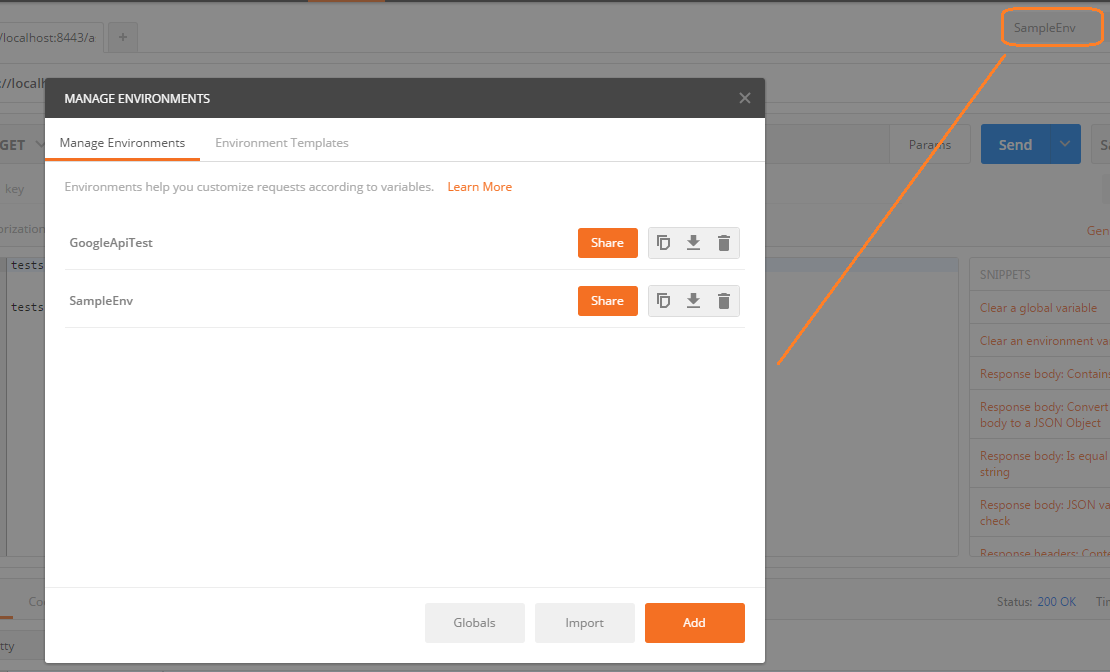 SampleEnv
/localhost:8443/a
+
://local
MANAGE ENVIRONMENTS
Manage Environments
Environment Templates
GET
Params
Send
Sa
key
Environments help you customize requests according to variables. Learn More
orization
Gen
GoogleApiTest
Share
tests
SNIPPETS
SampleEnv
Share
tests
Clear a global variable
Clear an environment va
Response body: Contains
Response body: Convert
body to a JSON Object
Response body: Is equal
string
Response body: JSON va
check
Response headers: Conte
Co
Status: 200 OK
Tim
Globals
Import
Add
tty